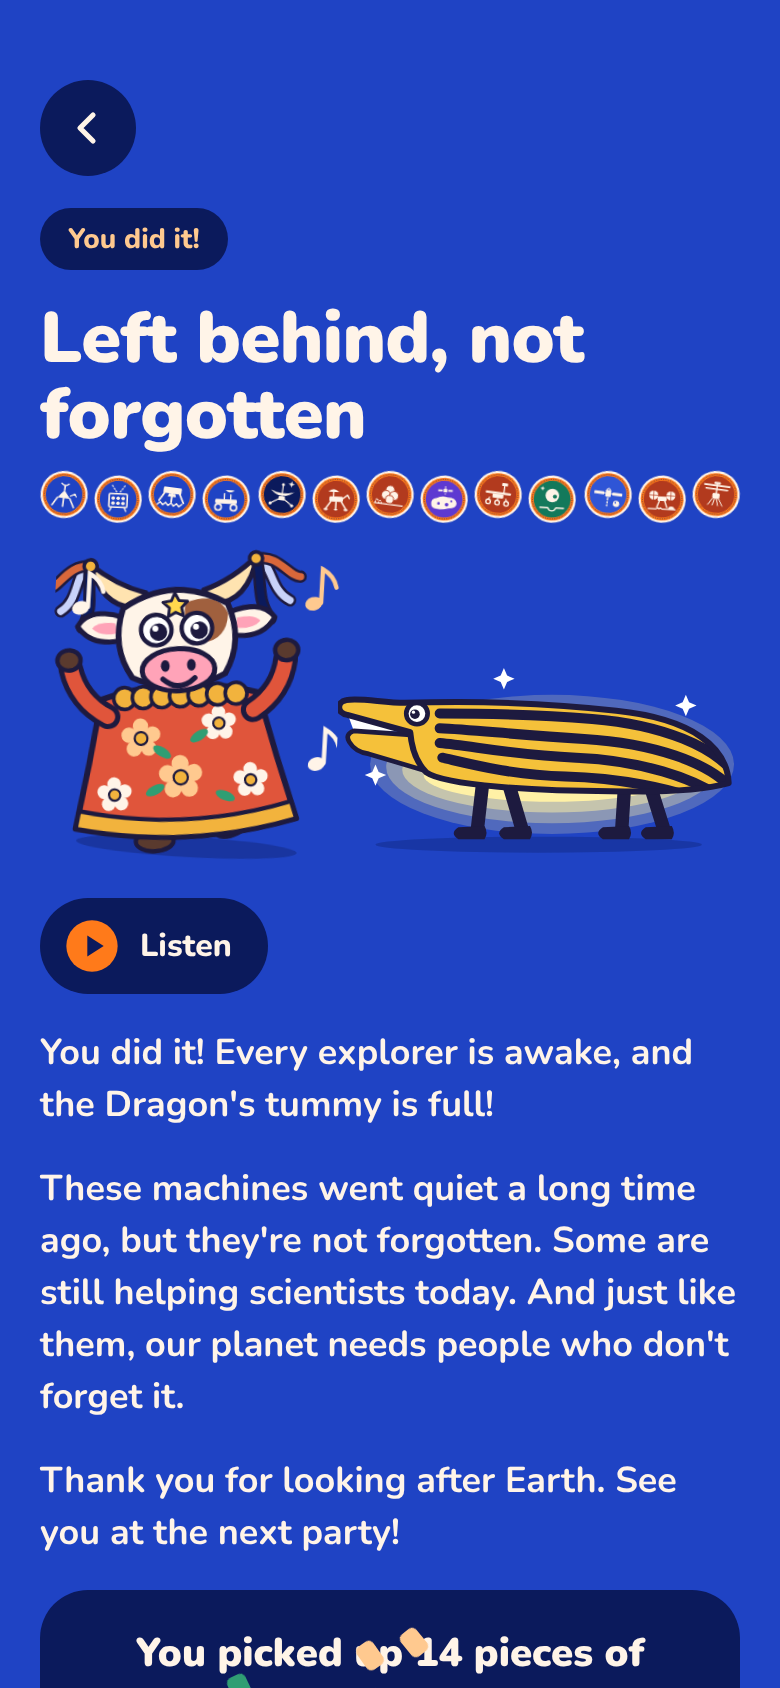 You did it!
Left behind, not
forgotten
Listen
You did it! Every explorer is awake, and
the Dragon's tummy is full!
These machines went quiet a long time
ago, but they're not forgotten. Some are
still helping scientists today. And just like
them, our planet needs people who don't
forget it.
Thank you for looking after Earth. See
you at the next party!
You picked up 14 pieces of